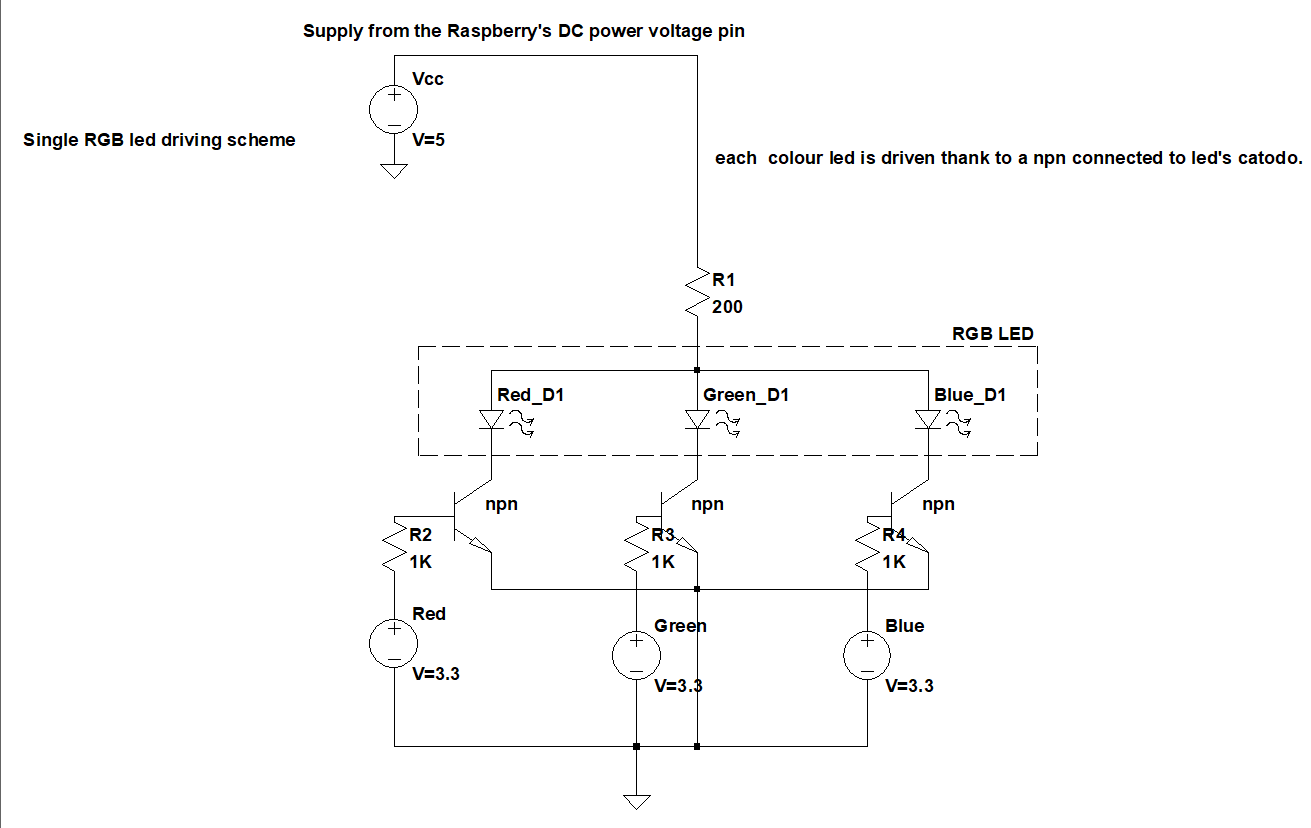 Supply from the Raspberry's DC power voltage pin
Vcc
V=5
Single RGB led driving scheme
each  colour led is driven thank to a npn connected to led's catodo.
R1
200
RGB LED
Red_D1
Green_D1
Blue_D1
npn
npn
npn
R2
1K
R3
1K
R4
1K
Red
V=3.3
Green
V=3.3
Blue
V=3.3